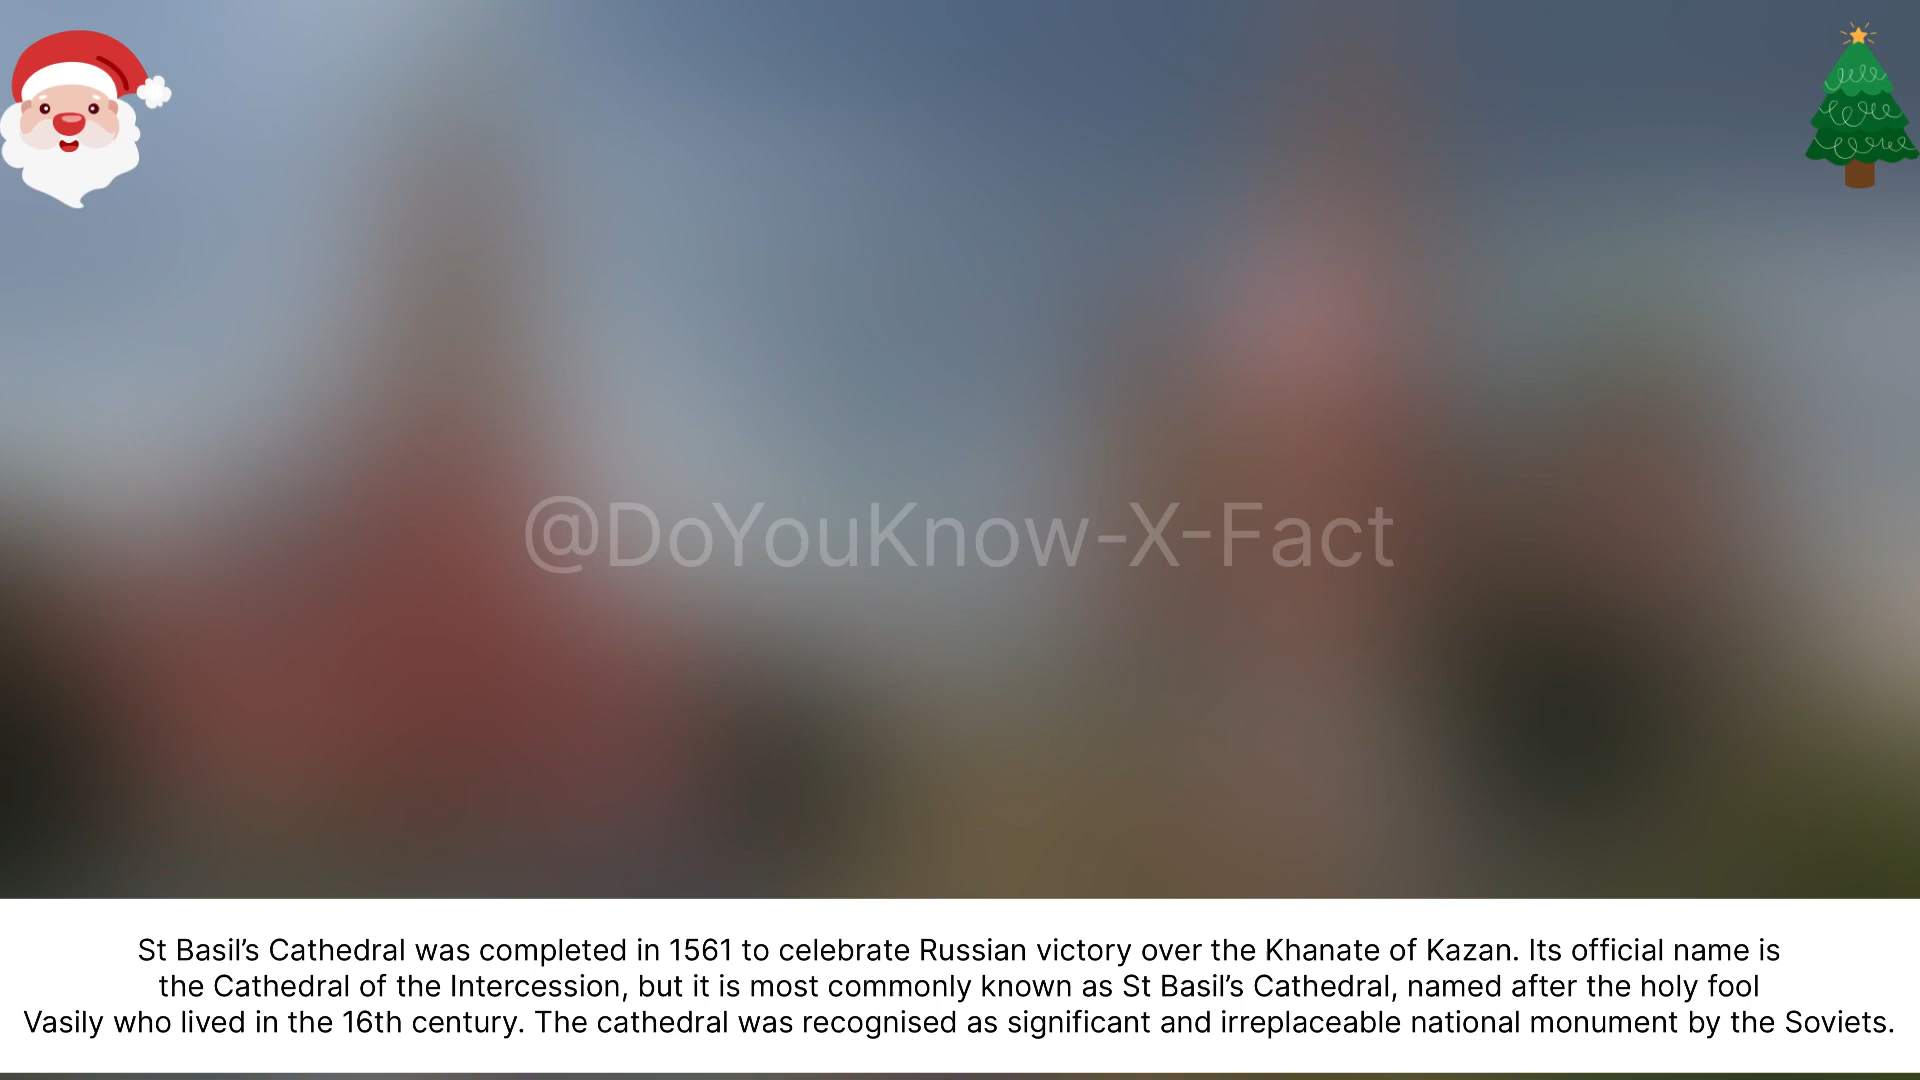 @DoYouKnow-X-Fact
St Basil’s Cathedral was completed in 1561 to celebrate Russian victory over the Khanate of Kazan. Its official name is
the Cathedral of the Intercession, but it is most commonly known as St Basil’s Cathedral, named after the holy fool
Vasily who lived in the 16th century. The cathedral was recognised as significant and irreplaceable national monument by the Soviets.